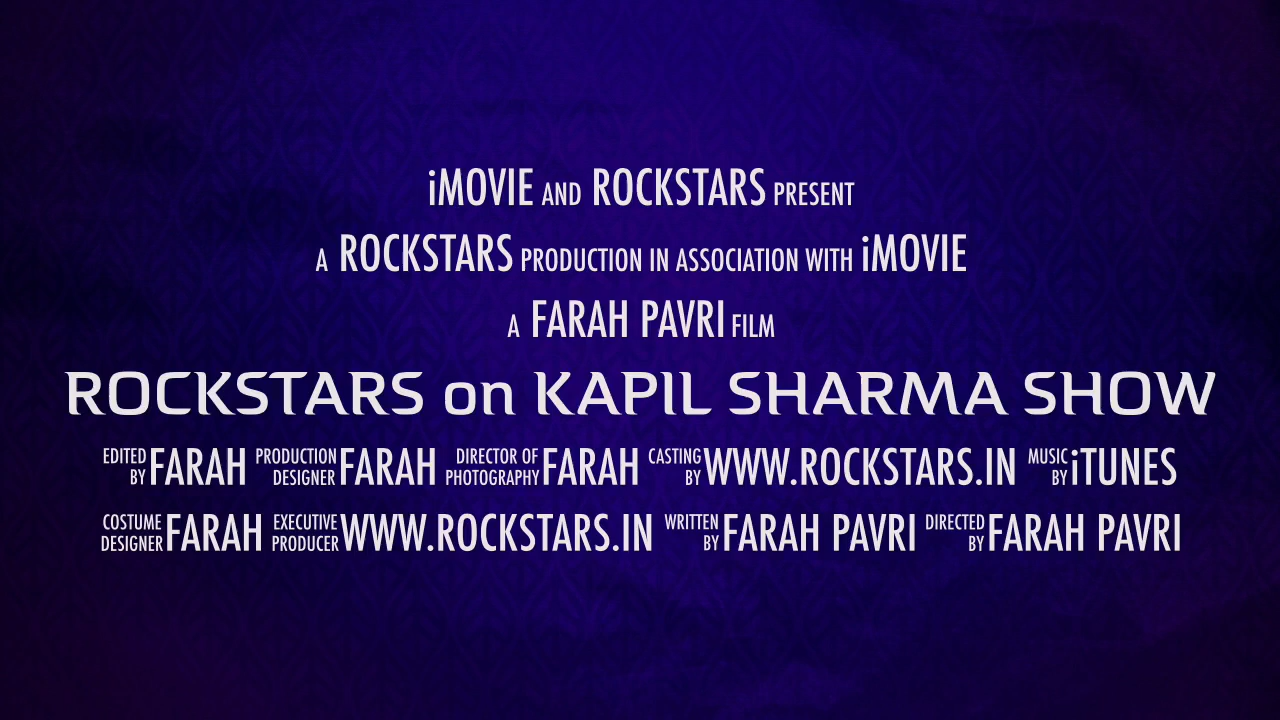 iMOVIE AND ROCKSTARS PRESENT
A ROCKSTARS PRODUCTION IN ASSOCIATION WITH iMOVIE
A FARAH PAVRI FILM
ROCKSTARS on KAPIL SHARMA SHOW
EDITED BY FARAH PRODUCTION DESIGNER FARAH DIRECTOR OF PHOTOGRAPHY FARAH CASTING BY WWW.ROCKSTARS.IN MUSIC BY iTUNES
COSTUME DESIGNER FARAH EXECUTIVE PRODUCER WWW.ROCKSTARS.IN WRITTEN BY FARAH PAVRI DIRECTED BY FARAH PAVRI